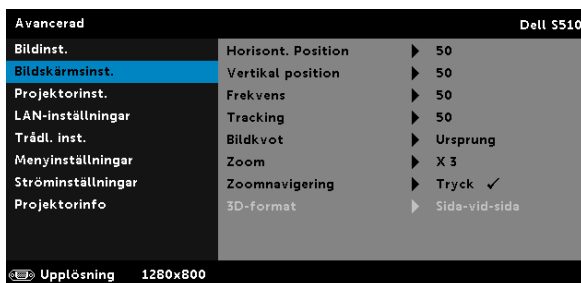 Avancerad Dell S510
Bildinst.
Bildskärmsinst.
Projektorinst.
LAN-inställningar
Trådl. inst.
Menyinställningar
Ströminställningar
Projektorinfo
Horisont. Position 50
Vertikal position 50
Frekvens 50
Tracking 50
Bildkvot Ursprung
Zoom X 3
Zoomnavigering Tryck ✓
3D-format Sida-vid-sida
Upplösning 1280x800